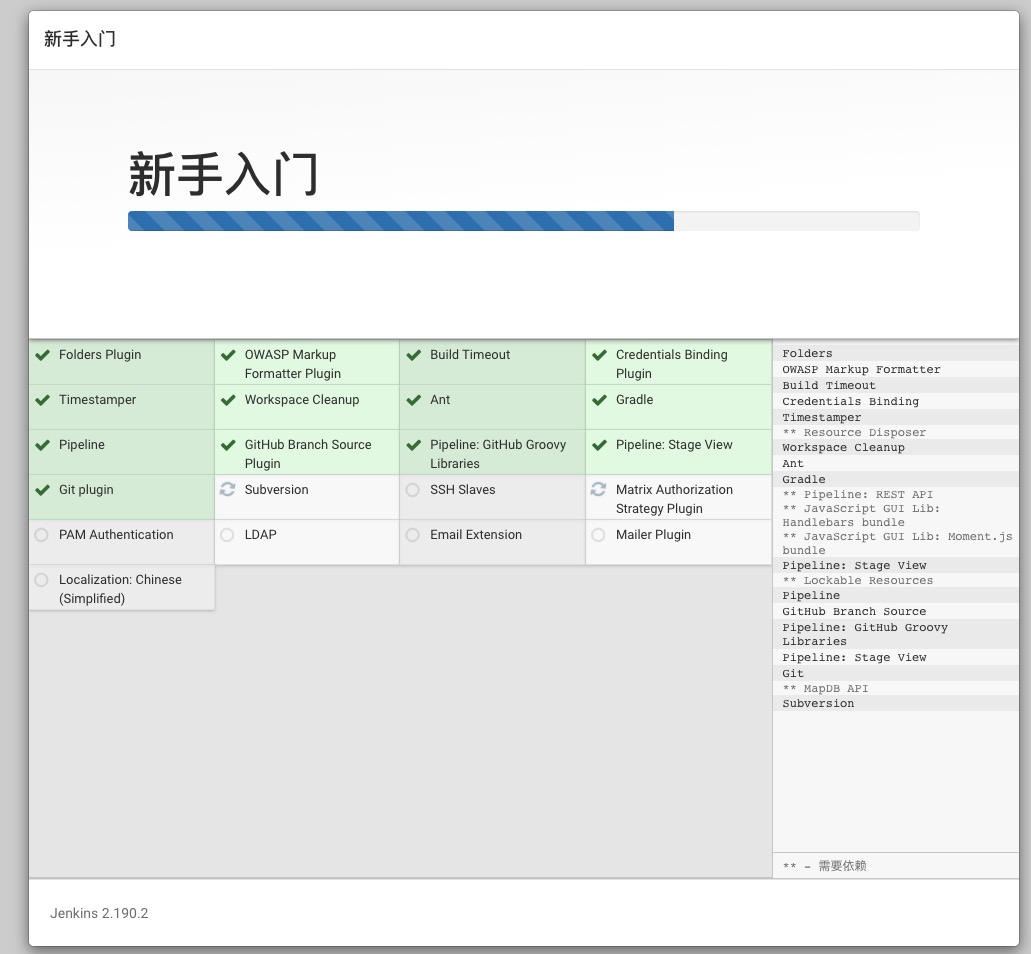 新手入门
新手入门
Folders Plugin
OWASP Markup
Formatter Plugin
Build Timeout
Credentials Binding
Plugin
Timestamper
Workspace Cleanup
Ant
Gradle
Pipeline
GitHub Branch Source
Plugin
Pipeline: GitHub Groovy
Libraries
Pipeline: Stage View
Git plugin
Subversion
SSH Slaves
Matrix Authorization
Strategy Plugin
PAM Authentication
LDAP
Email Extension
Mailer Plugin
Localization: Chinese
(Simplified)
Folders
OWASP Markup Formatter
Build Timeout
Credentials Binding
Timestamper
** Resource Disposer
Workspace Cleanup
Ant
Gradle
** Pipeline: REST API
** JavaScript GUI Lib:
Handlebars bundle
** JavaScript GUI Lib: Moment.js
bundle
Pipeline: Stage View
** Lockable Resources
Pipeline
GitHub Branch Source
Pipeline: GitHub Groovy
Libraries
Pipeline: Stage View
Git
** MapDB API
Subversion
** – 需要依赖
Jenkins 2.190.2